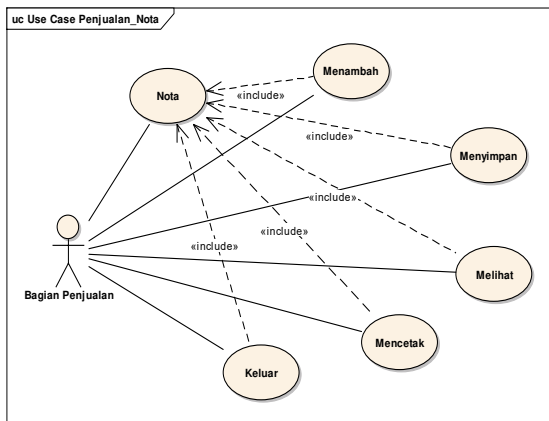 uc Use Case Penjualan_Nota
Menambah
Nota
«include»
«include»
Menyimpan
«include»
«include»
«include»
Melihat
Bagian Penjualan
Mencetak
Keluar